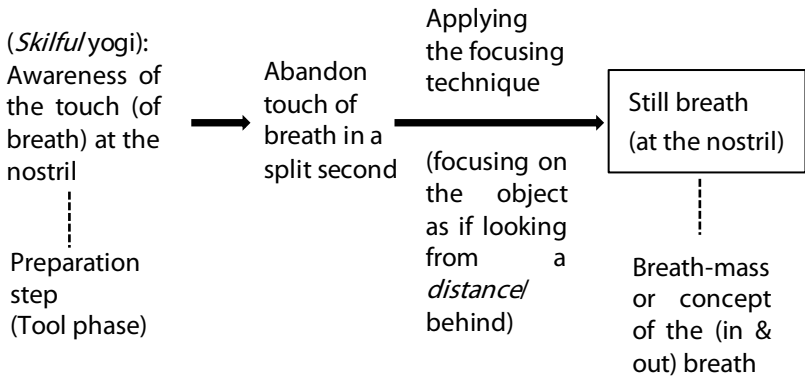 (Skilful yogi):
Awareness of
the touch (of
breath) at the
nostril
Preparation
step
(Tool phase)
Abandon
touch of
breath in a
split second
Applying
the focusing
technique
(focusing on
the object
as if looking
from a
distance/
behind)
Still breath
(at the nostril)
Breath-mass
or concept
of the (in &
out) breath